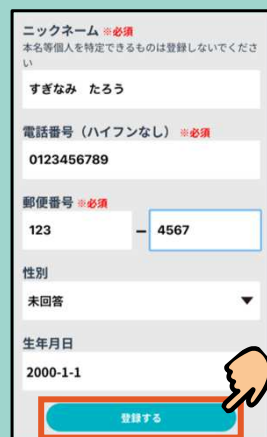 ニックネーム ※必須
本名等個人を特定できるものは登録しないでくださ
い
すぎなみ　たろう
電話番号（ハイフンなし） ※必須
0123456789
郵便番号 ※必須
123 － 4567
性別
未回答
生年月日
2000-1-1
登録する